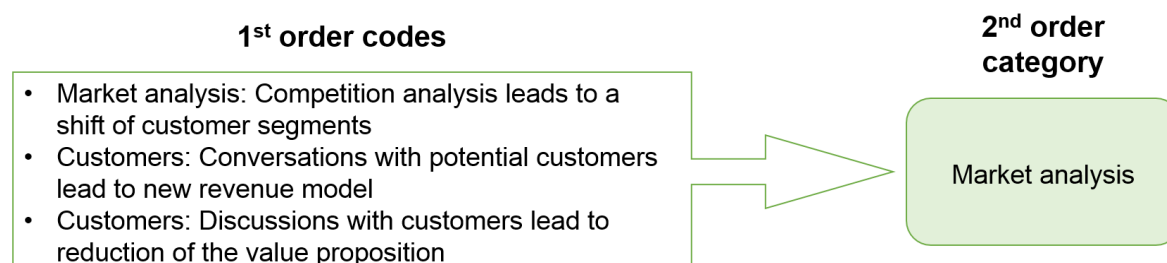 1st order codes
2nd order
category
• Market analysis: Competition analysis leads to a
shift of customer segments
• Customers: Conversations with potential customers
lead to new revenue model
• Customers: Discussions with customers lead to
reduction of the value proposition
Market analysis